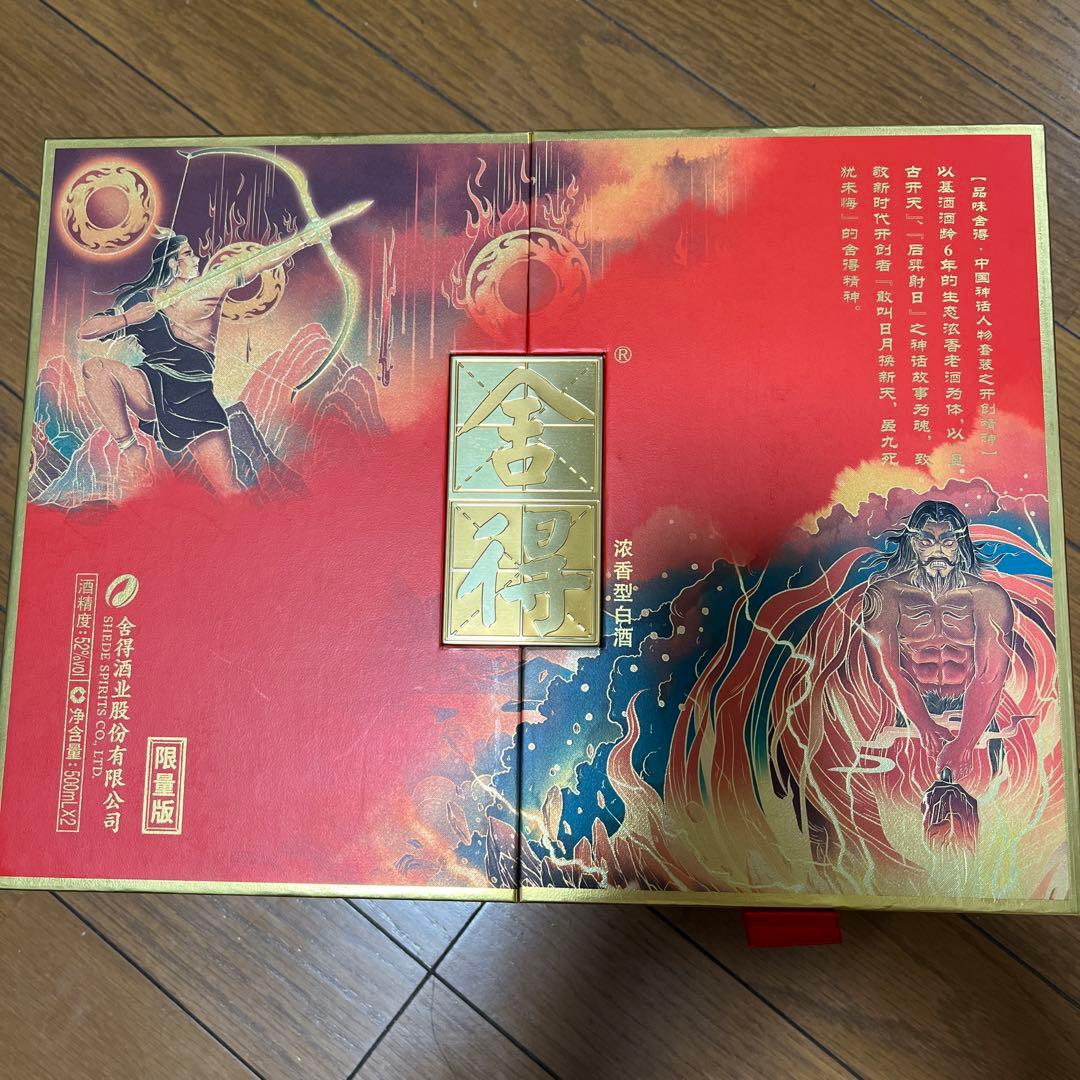 【品味舍得·中国神话人物套装之开创精神】
以基酒酒龄6年的生态浓香老酒为体，以『盘
古开天』、『后羿射日』之神话故事为魂，致
敬新时代开创者『敢叫日月换新天，虽九死
犹未悔』的舍得精神。
®
舍
得
浓香型白酒
舍得酒业股份有限公司
SHEDE SPIRITS CO., LTD.
酒精度:52%vol 净含量:500mLX2
限量版